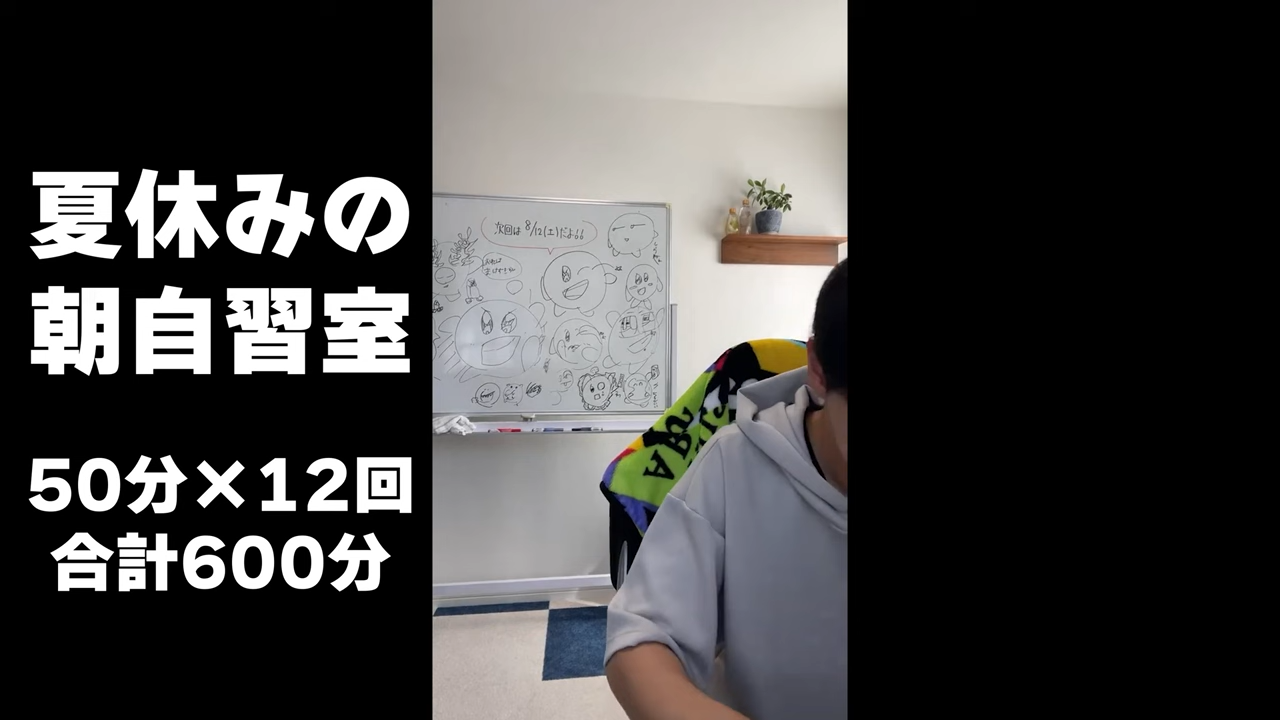 夏休みの
朝自習室
50分×12回
合計600分
次回は 8/12(土)だよ!!